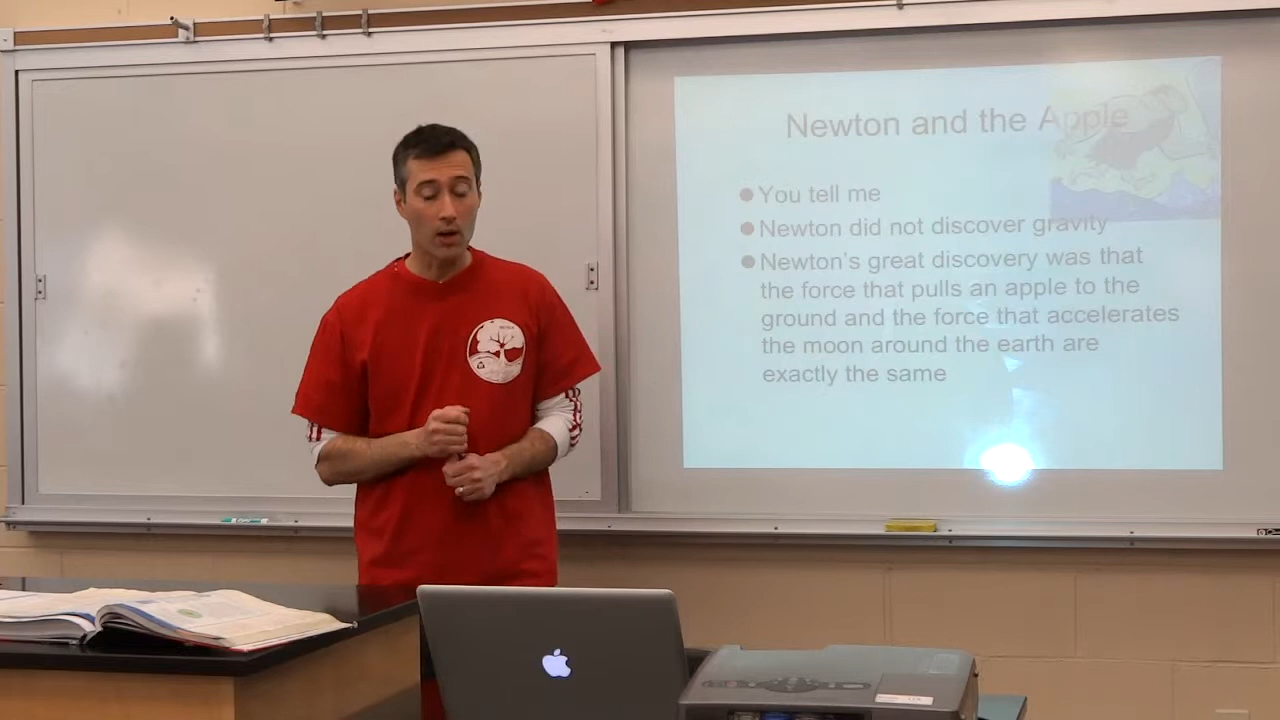 Newton and the Apple
You tell me
Newton did not discover gravity
Newton's great discovery was that
the force that pulls an apple to the
ground and the force that accelerates
the moon around the earth are
exactly the same